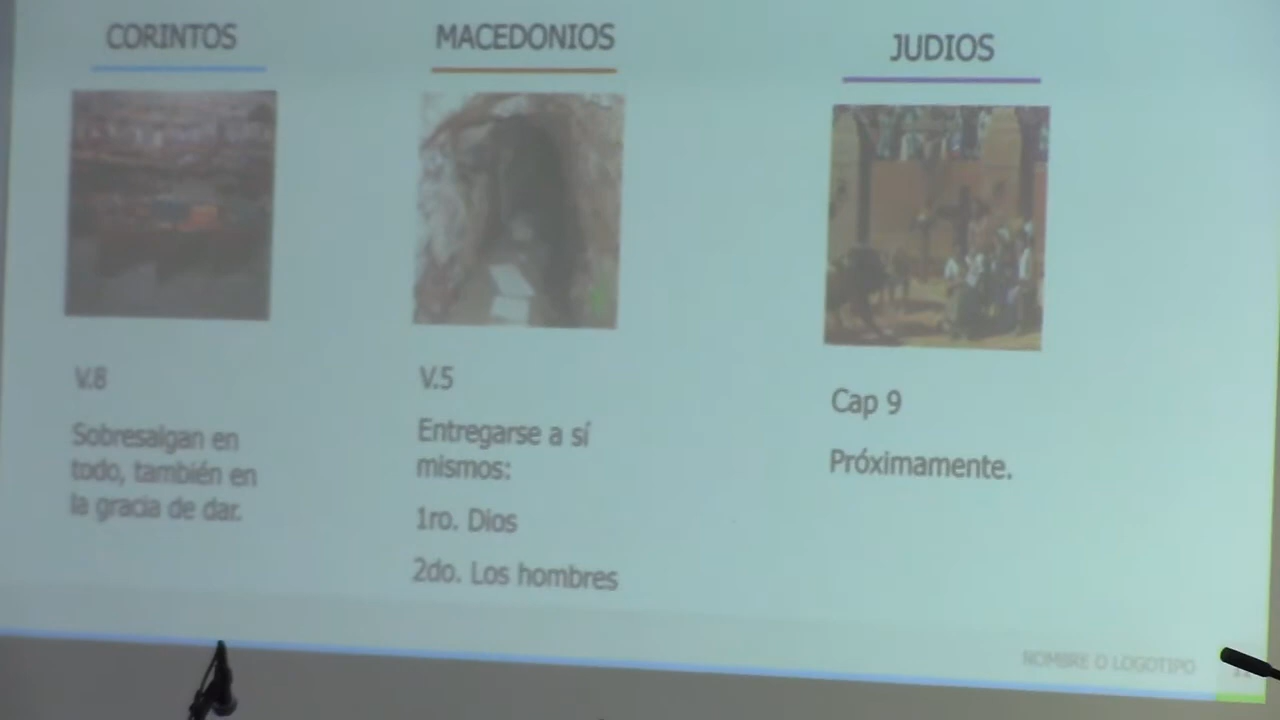 CORINTOS
MACEDONIOS
JUDIOS
V.8
Sobresalgan en
todo, también en
la gracia de dar.
V.5
Entregarse a sí
mismos:
1ro. Dios
2do. Los hombres
Cap 9
Próximamente.
NOMBRE O LOGOTIPO